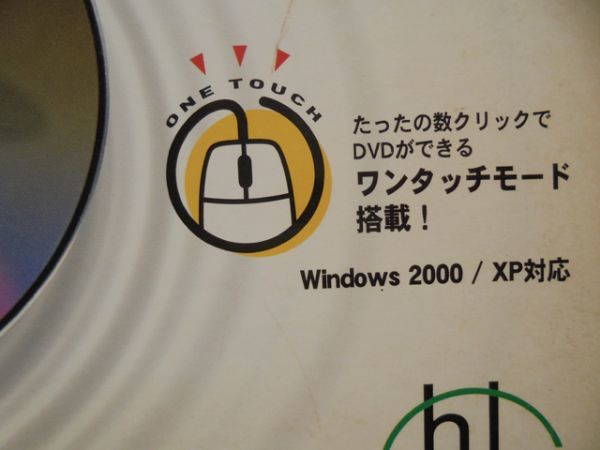 ONE TOUCH
たったの数クリックで
DVDができる
ワンタッチモード
搭載！
Windows 2000 / XP対応